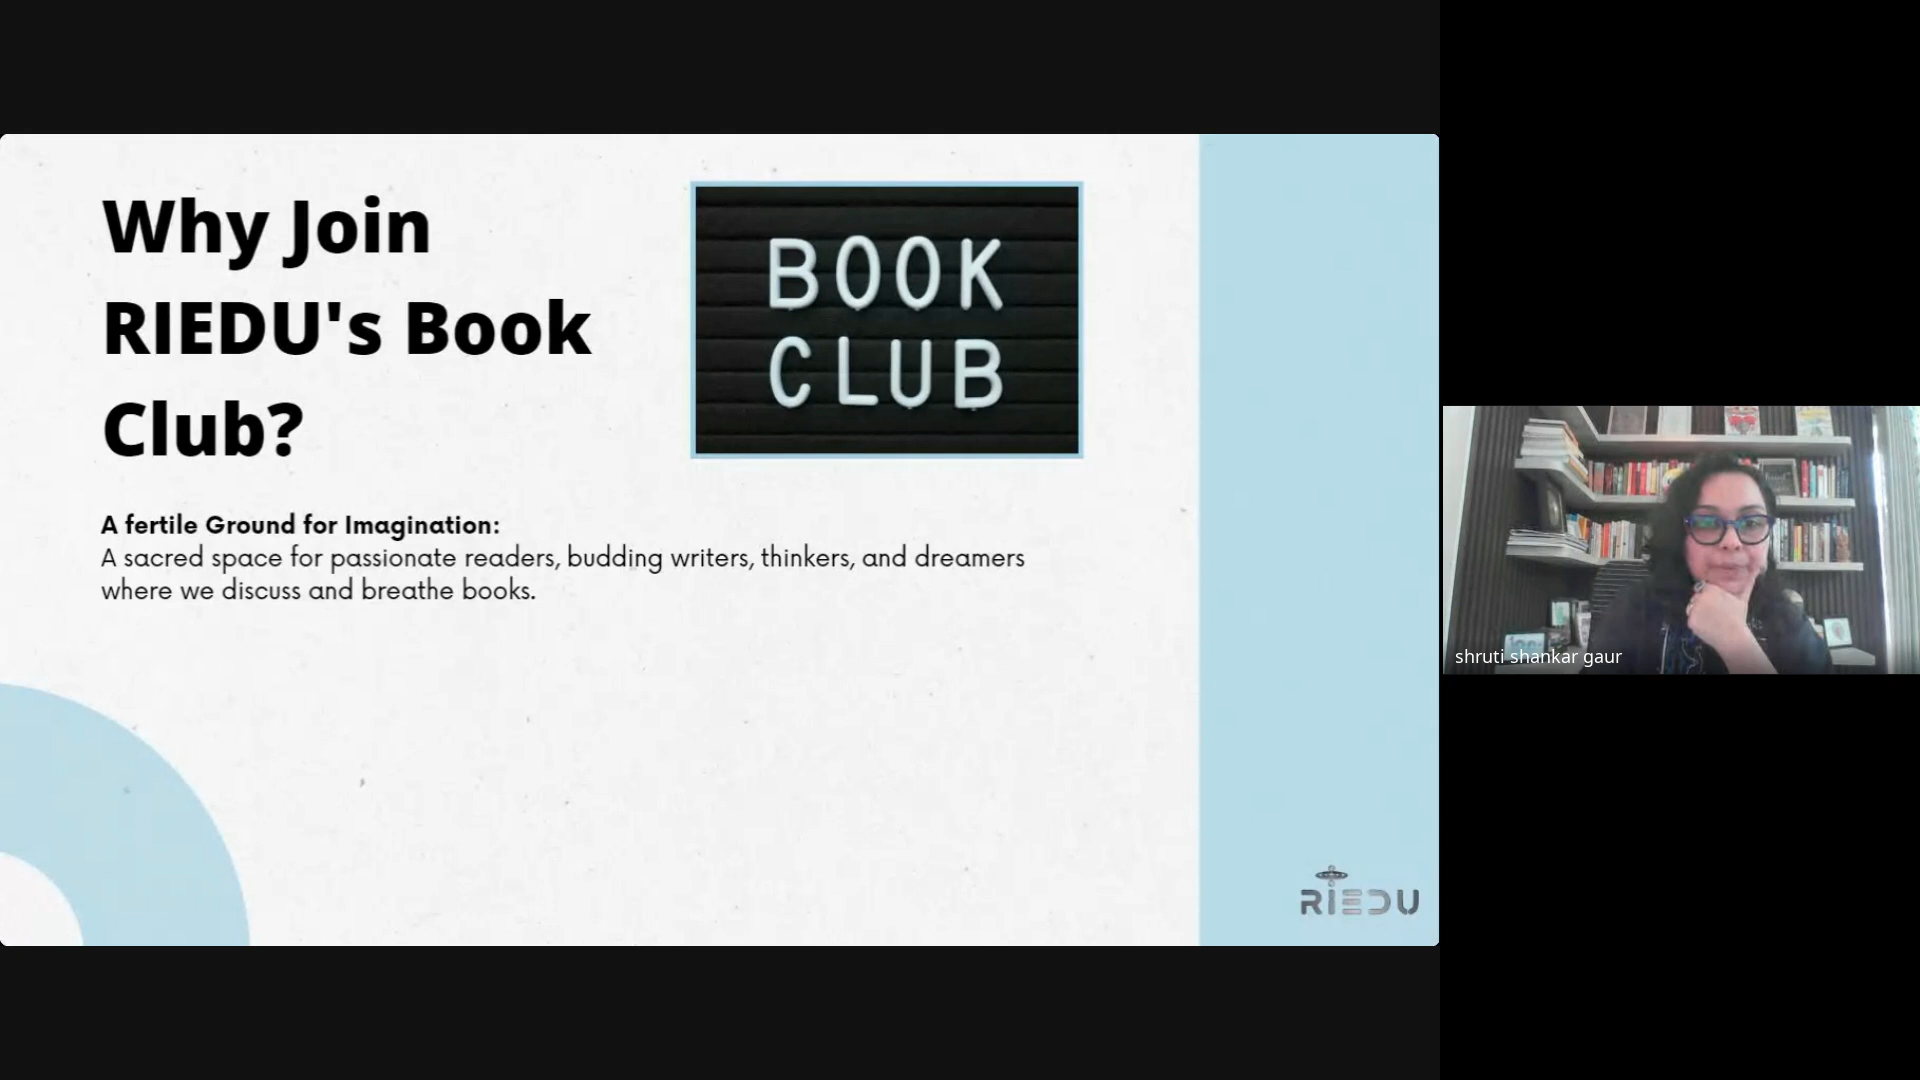 Why Join
RIEDU's Book
Club?
BOOK
CLUB
A fertile Ground for Imagination:
A sacred space for passionate readers, budding writers, thinkers, and dreamers
where we discuss and breathe books.
RIEDU
shruti shankar gaur